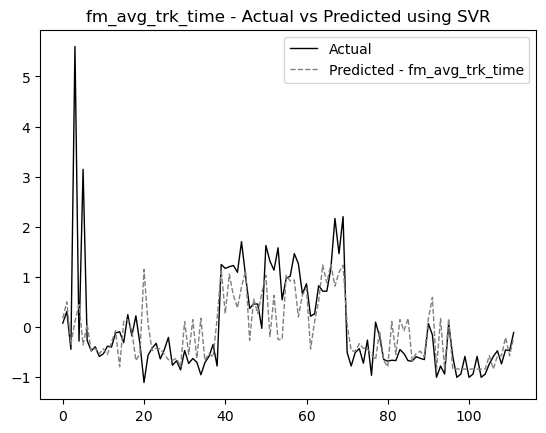 fm_avg_trk_time - Actual vs Predicted using SVR
Actual
Predicted - fm_avg_trk_time
5
4
3
2
1
0
−1
0 20 40 60 80 100